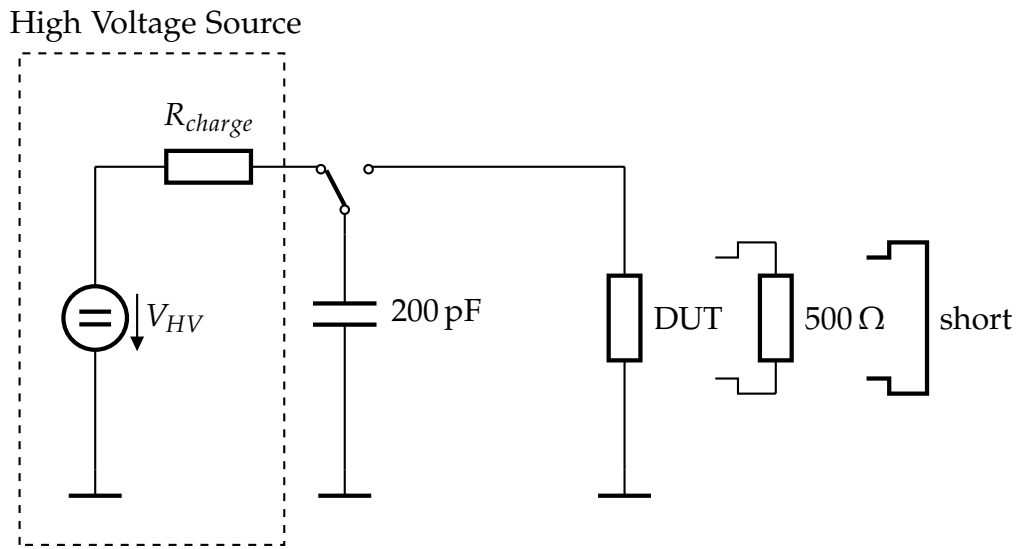 High Voltage Source
R_charge
V_HV
200 pF
DUT
500 Ω
short